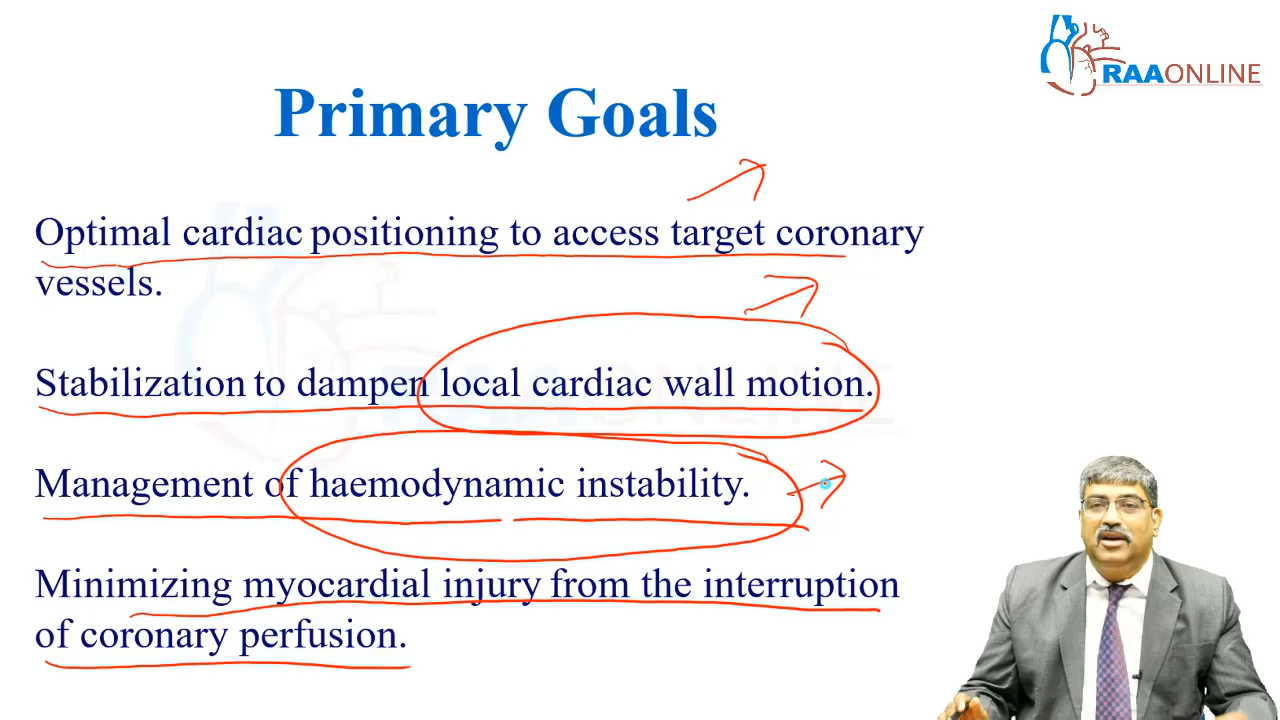 RAAONLINE
Primary Goals
Optimal cardiac positioning to access target coronary
vessels.
Stabilization to dampen local cardiac wall motion.
Management of haemodynamic instability.
Minimizing myocardial injury from the interruption
of coronary perfusion.